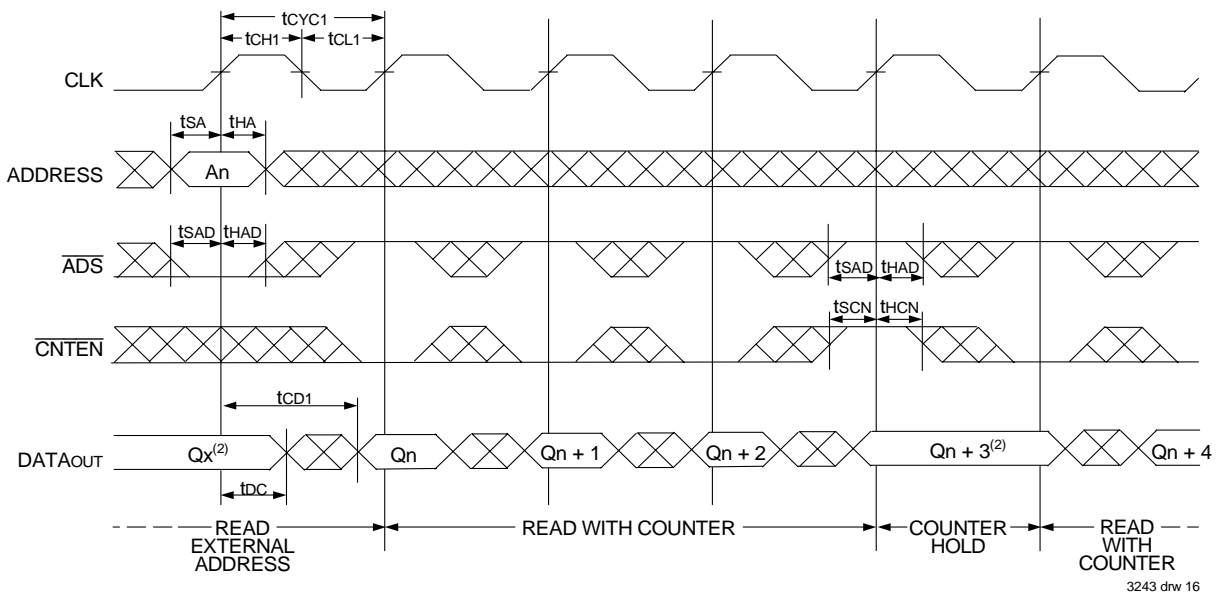 tCYC1
tCH1 tCL1
CLK
tSA tHA
ADDRESS An
tSAD tHAD
ADS
tSAD tHAD
tSCN tHCN
CNTEN
tCD1
DATAOUT Qx(2) Qn Qn + 1 Qn + 2 Qn + 3(2) Qn + 4
tDC
READ EXTERNAL ADDRESS
READ WITH COUNTER
COUNTER HOLD
READ WITH COUNTER
3243 drw 16